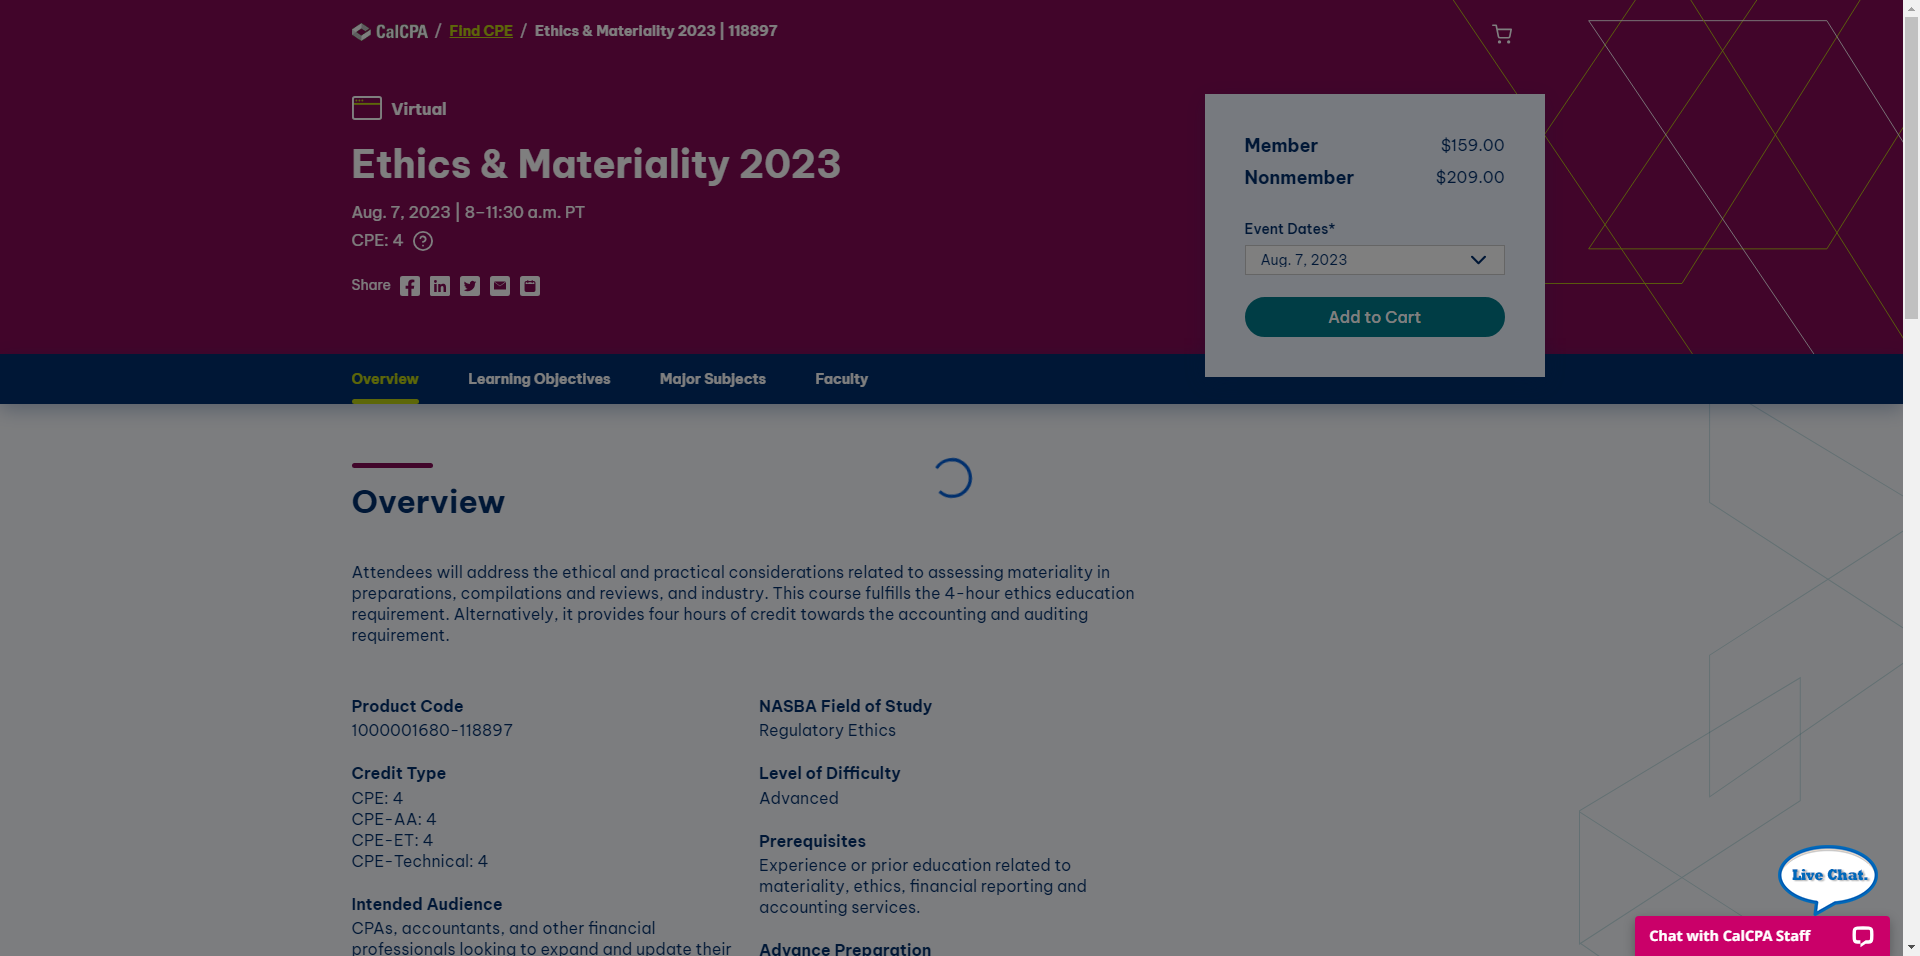 CalCPA / Find CPE / Ethics & Materiality 2023 | 118897
Virtual
Ethics & Materiality 2023
Aug. 7, 2023 | 8–11:30 a.m. PT
CPE: 4 ?
Share
Member $159.00
Nonmember $209.00
Event Dates*
Aug. 7, 2023
Add to Cart
Overview Learning Objectives Major Subjects Faculty
Overview
Attendees will address the ethical and practical considerations related to assessing materiality in
preparations, compilations and reviews, and industry. This course fulfills the 4-hour ethics education
requirement. Alternatively, it provides four hours of credit towards the accounting and auditing
requirement.
Product Code
1000001680-118897
Credit Type
CPE: 4
CPE-AA: 4
CPE-ET: 4
CPE-Technical: 4
Intended Audience
CPAs, accountants, and other financial
professionals looking to expand and update their
NASBA Field of Study
Regulatory Ethics
Level of Difficulty
Advanced
Prerequisites
Experience or prior education related to
materiality, ethics, financial reporting and
accounting services.
Advance Preparation
Live Chat.
Chat with CalCPA Staff